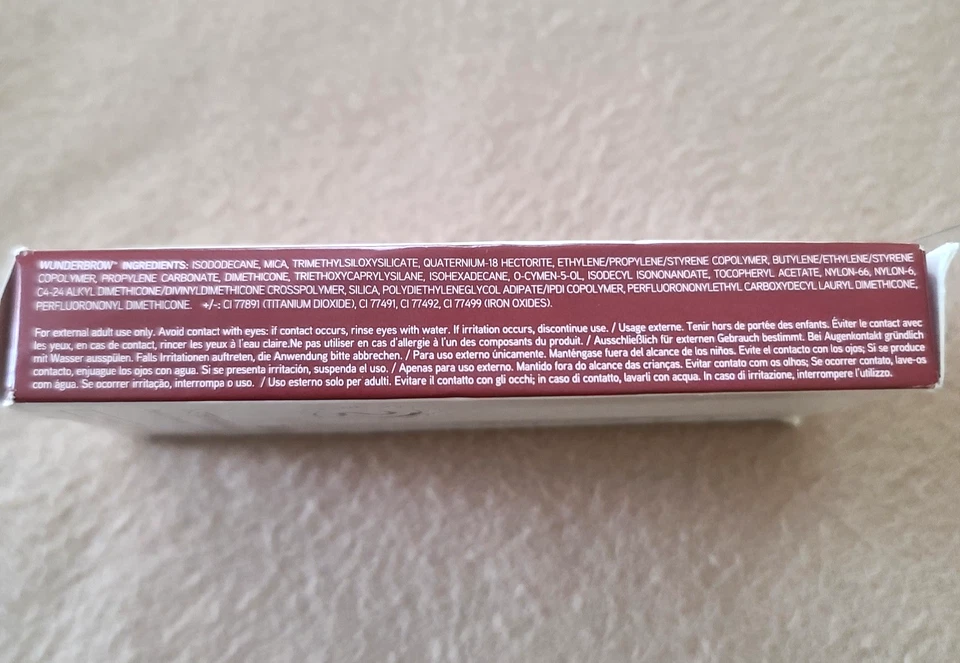 WUNDERBROW™ INGREDIENTS: ISODODECANE, MICA, TRIMETHYLSILOXYSILICATE, QUATERNIUM-18 HECTORITE, ETHYLENE/PROPYLENE/STYRENE COPOLYMER, BUTYLENE/ETHYLENE/STYRENE
COPOLYMER, PROPYLENE CARBONATE, DIMETHICONE, TRIETHOXYCAPRYLYSILANE, ISOHEXADECANE, O-CYMEN-5-OL, ISODECYL ISONONANOATE, TOCOPHERYL ACETATE, NYLON-66, NYLON-6,
C4-24 ALKYL DIMETHICONE/DIVINYLDIMETHICONE CROSSPOLYMER, SILICA, POLYDIETHYLENEGLYCOL ADIPATE/IPDI COPOLYMER, PERFLUORONONYLETHYL CARBOXYDECYL LAURYL DIMETHICONE,
PERFLUORONONYL DIMETHICONE. +/-: CI 77891 (TITANIUM DIOXIDE), CI 77491, CI 77492, CI 77499 (IRON OXIDES).
For external adult use only. Avoid contact with eyes: if contact occurs, rinse eyes with water. If irritation occurs, discontinue use. / Usage externe. Tenir hors de portée des enfants. Éviter le contact avec
les yeux, en cas de contact, rincer les yeux à l'eau claire.Ne pas utiliser en cas d'allergie à l'un des composants du produit. / Ausschließlich für externen Gebrauch bestimmt. Bei Augenkontakt gründlich
mit Wasser ausspülen. Falls Irritationen auftreten, die Anwendung bitte abbrechen. / Para uso externo únicamente. Manténgase fuera del alcance de los niños. Evite el contacto con los ojos; Si se produce
contacto, enjuague los ojos con agua. Si se presenta irritación, suspenda el uso. / Apenas para uso externo. Mantido fora do alcance das crianças. Evitar contato com os olhos; Se ocorrer contato, lave-os
com água. Se ocorrer irritação, interrompa o uso. / Uso esterno solo per adulti. Evitare il contatto con gli occhi; in caso di contatto, lavarli con acqua. In caso di irritazione, interrompere l'utilizzo.